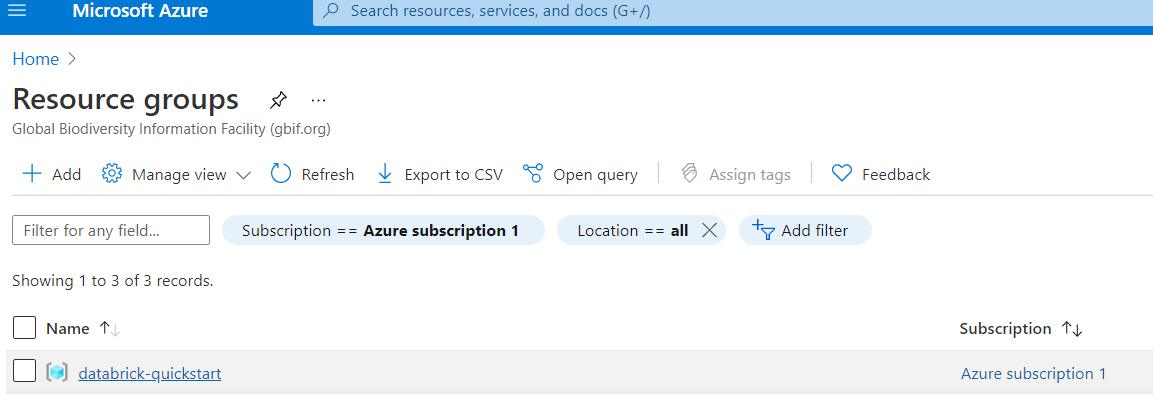 Microsoft Azure Search resources, services, and docs (G+/)
Home >
Resource groups ...
Global Biodiversity Information Facility (gbif.org)
+ Add Manage view Refresh Export to CSV Open query Assign tags Feedback
Filter for any field... Subscription == Azure subscription 1 Location == all Add filter
Showing 1 to 3 of 3 records.
Name ↑↓ Subscription ↑↓
databrick-quickstart Azure subscription 1